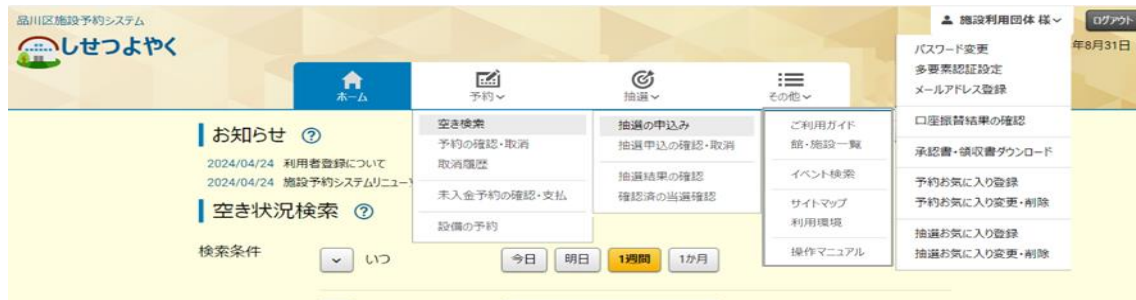 品川区施設予約システム
しせつよやく
施設利用団体 様
ログアウト
年8月31日
ホーム
予約
抽選
その他
空き検索
予約の確認・取消
取消履歴
未入金予約の確認・支払
設備の予約
抽選の申込み
抽選申込の確認・取消
抽選結果の確認
確認済の当選確認
ご利用ガイド
館・施設一覧
イベント検索
サイトマップ
利用環境
操作マニュアル
パスワード変更
多要素認証設定
メールアドレス登録
口座振替結果の確認
承認書・領収書ダウンロード
予約お気に入り登録
予約お気に入り変更・削除
抽選お気に入り登録
抽選お気に入り変更・削除
お知らせ ?
2024/04/24 利用者登録について
2024/04/24 施設予約システムリニュー
空き状況検索 ?
検索条件
いつ
今日
明日
1週間
1か月